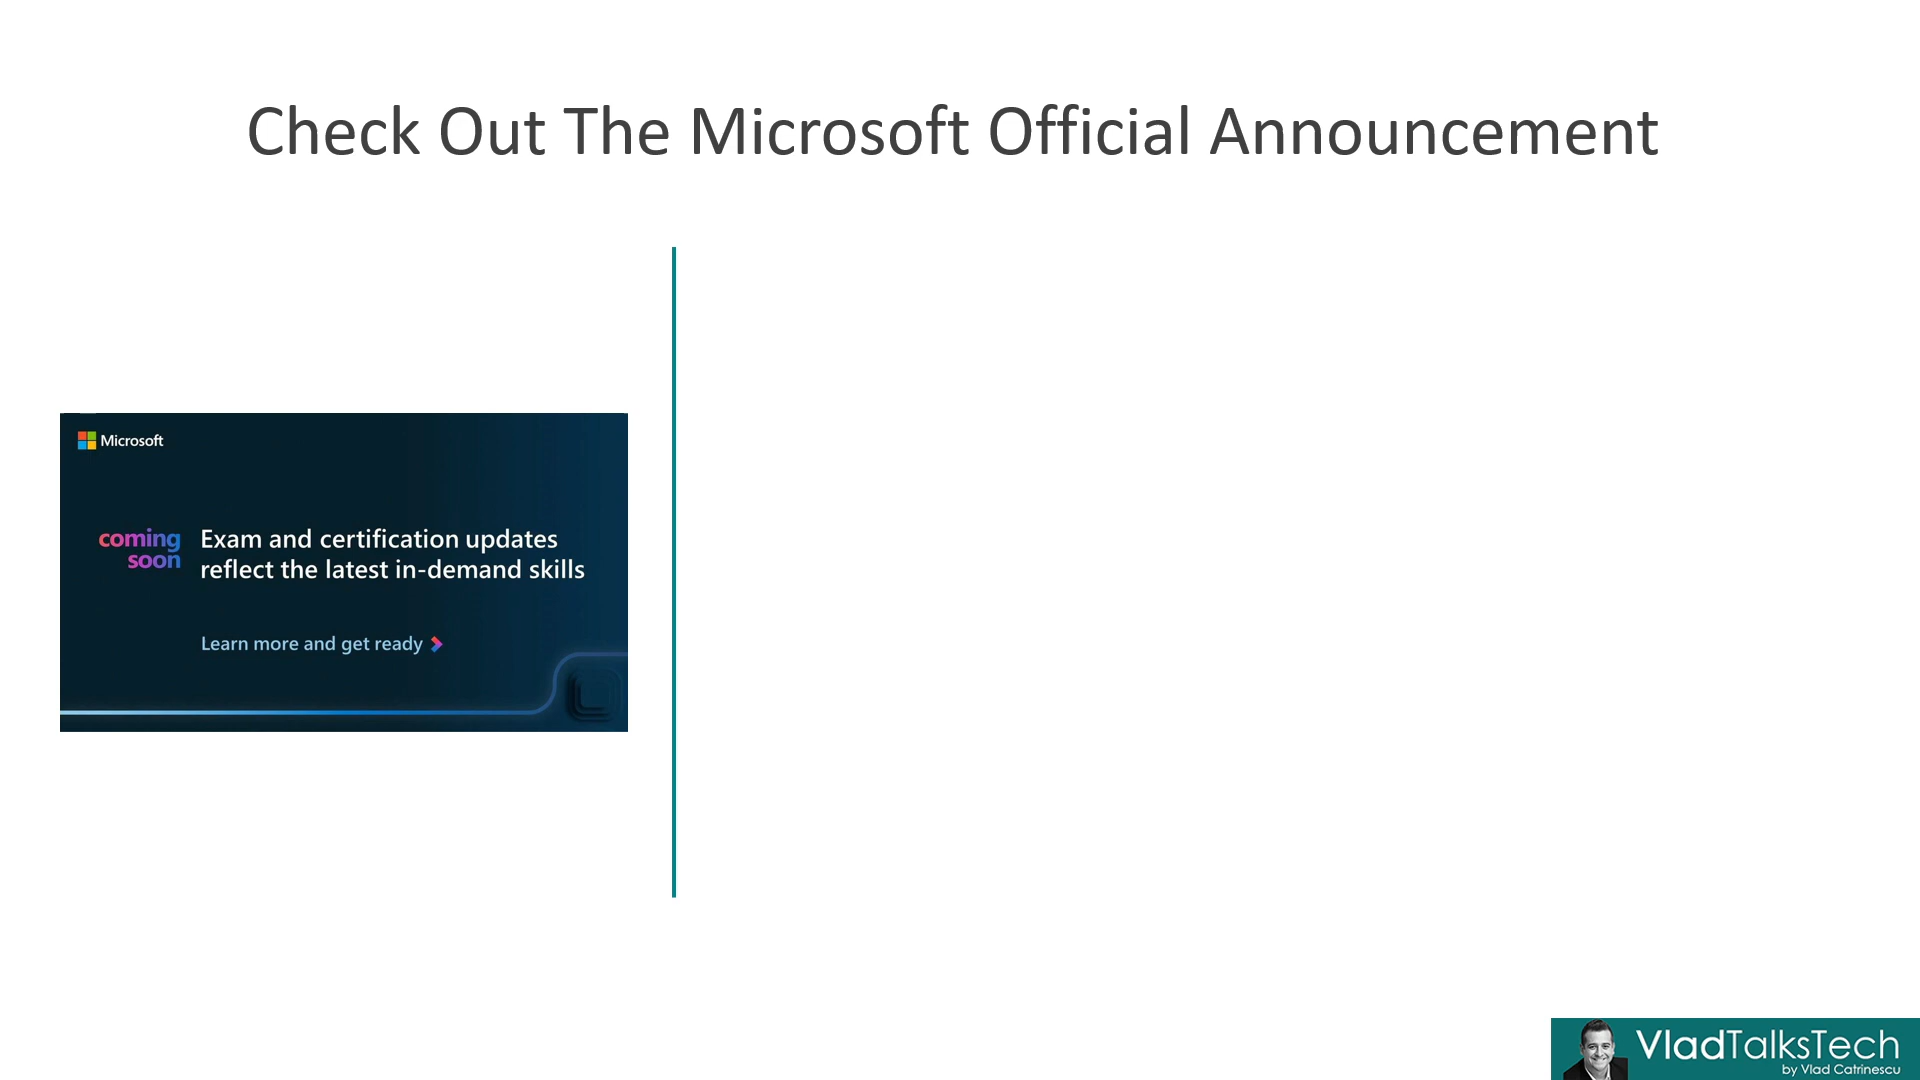 Check Out The Microsoft Official Announcement
Microsoft
coming
soon
Exam and certification updates
reflect the latest in-demand skills
Learn more and get ready
VladTalksTech
by Vlad Catrinescu